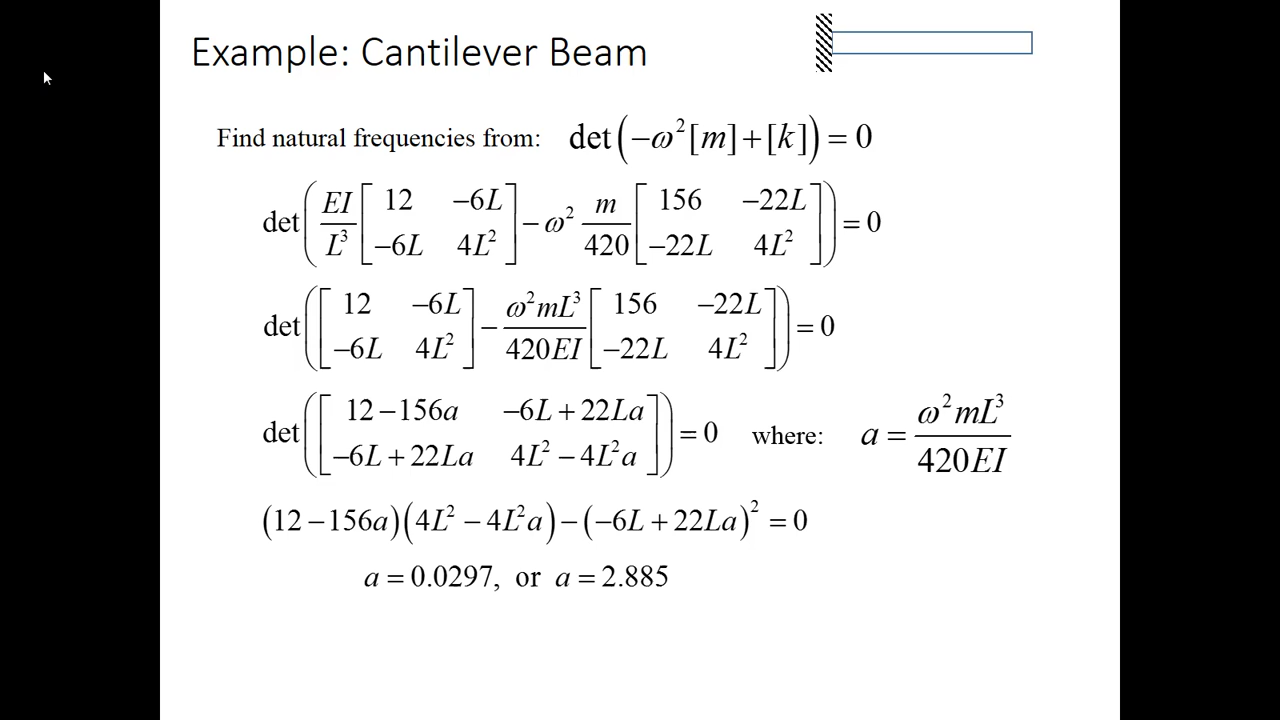 Example: Cantilever Beam
Find natural frequencies from: det(−ω²[m]+[k]) = 0
det( EI/L³ [12 −6L; −6L 4L²] − ω² m/420 [156 −22L; −22L 4L²] ) = 0
det( [12 −6L; −6L 4L²] − ω²mL³/420EI [156 −22L; −22L 4L²] ) = 0
det( [12−156a −6L+22La; −6L+22La 4L²−4L²a] ) = 0 where: a = ω²mL³/420EI
(12−156a)(4L²−4L²a)−(−6L+22La)² = 0
a = 0.0297, or a = 2.885